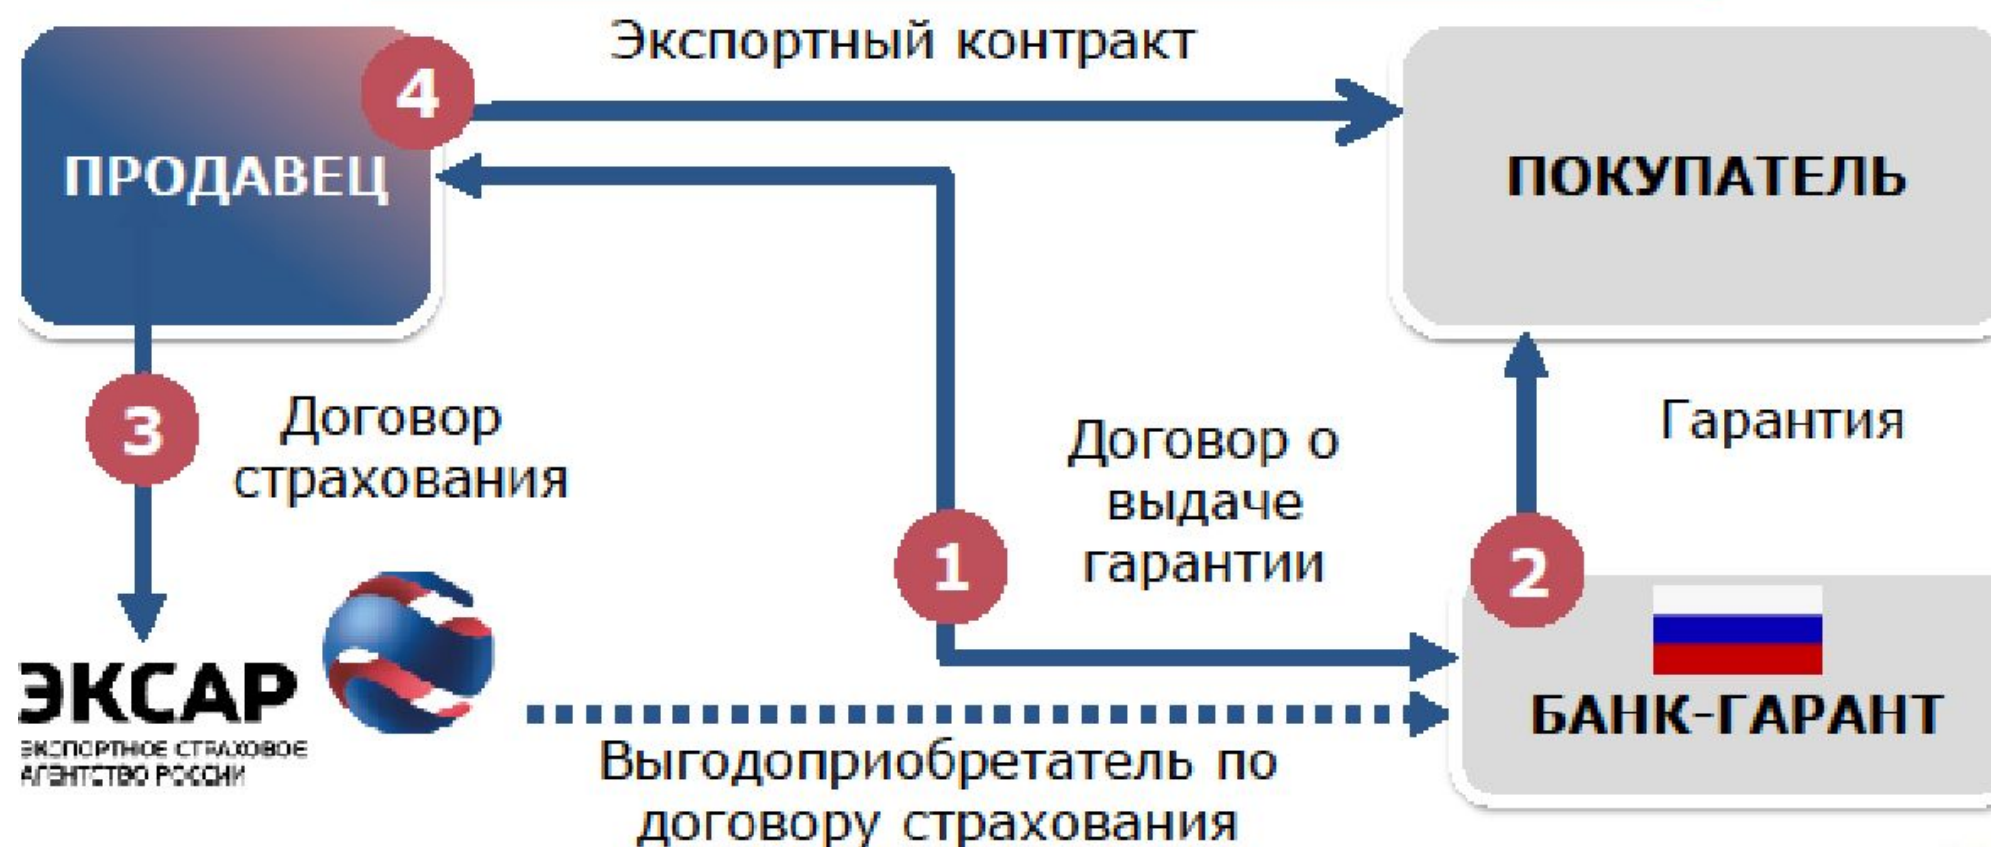 Экспортный контракт
4
ПРОДАВЕЦ
ПОКУПАТЕЛЬ
3
Договор
страхования
Договор о
выдаче
гарантии
Гарантия
1
2
ЭКСАР
ЭКСПОРТНОЕ СТРАХОВОЕ
АГЕНТСТВО РОССИИ
БАНК-ГАРАНТ
Выгодоприобретатель по
договору страхования